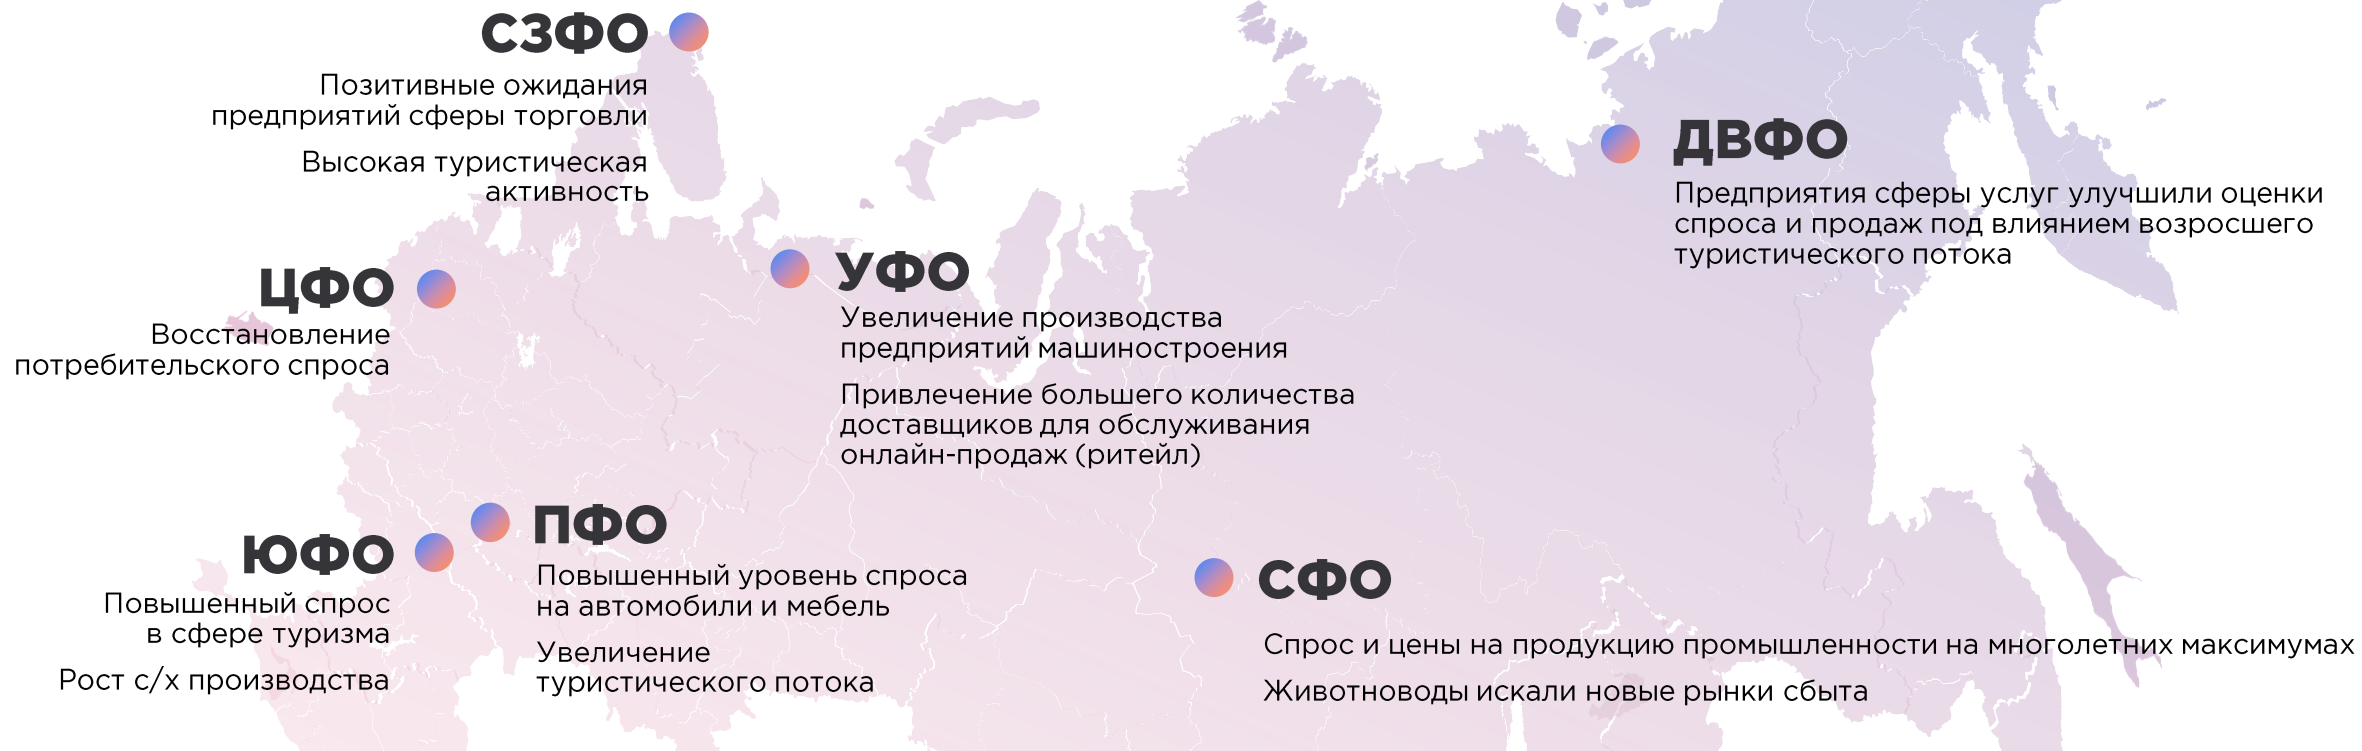 СЗФО
Позитивные ожидания
предприятий сферы торговли
Высокая туристическая
активность
ДВФО
Предприятия сферы услуг улучшили оценки
спроса и продаж под влиянием возросшего
туристического потока
ЦФО
Восстановление
потребительского спроса
УФО
Увеличение производства
предприятий машиностроения
Привлечение большего количества
доставщиков для обслуживания
онлайн-продаж (ритейл)
ЮФО
Повышенный спрос
в сфере туризма
Рост с/х производства
ПФО
Повышенный уровень спроса
на автомобили и мебель
Увеличение
туристического потока
СФО
Спрос и цены на продукцию промышленности на многолетних максимумах
Животноводы искали новые рынки сбыта